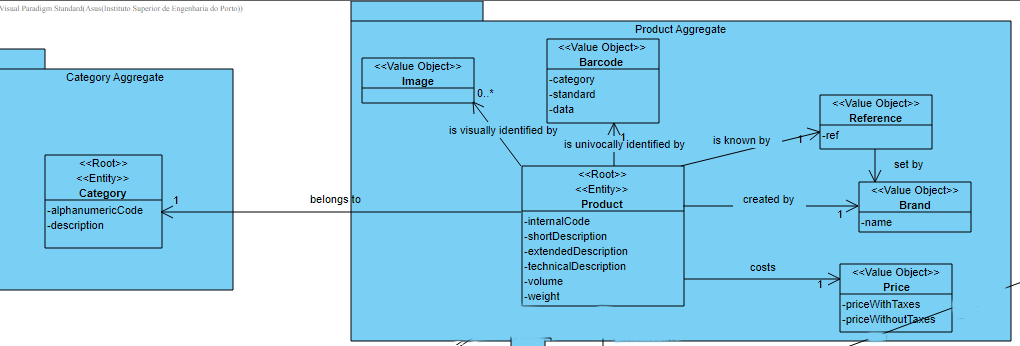 Visual Paradigm Standard(Asus(Instituto Superior de Engenharia do Porto))
Product Aggregate
Category Aggregate
<<Value Object>>
Image
0..*
<<Value Object>>
Barcode
-category
-standard
-data
1
<<Value Object>>
Reference
-ref
1
is visually identified by
is univocally identified by
is known by
set by
<<Root>>
<<Entity>>
Category
-alphanumericCode
-description
1
belongs to
<<Root>>
<<Entity>>
Product
-internalCode
-shortDescription
-extendedDescription
-technicalDescription
-volume
-weight
created by
1
<<Value Object>>
Brand
-name
costs
1
<<Value Object>>
Price
-priceWithTaxes
-priceWithoutTaxes